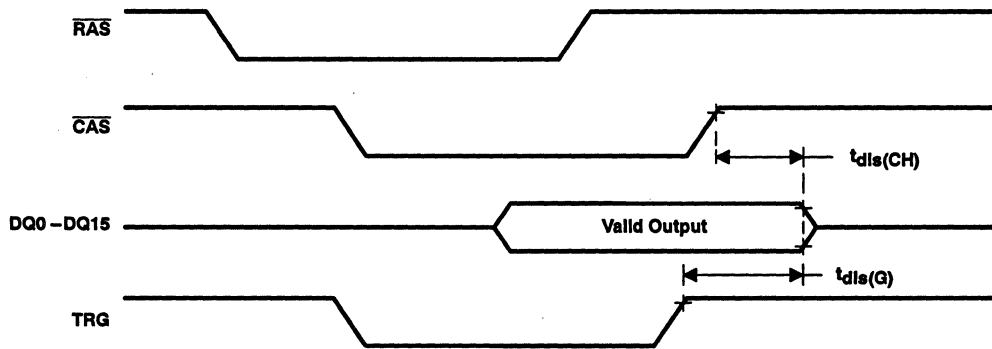 RAS
CAS
tdis(CH)
DQ0 – DQ15
Valid Output
tdis(G)
TRG